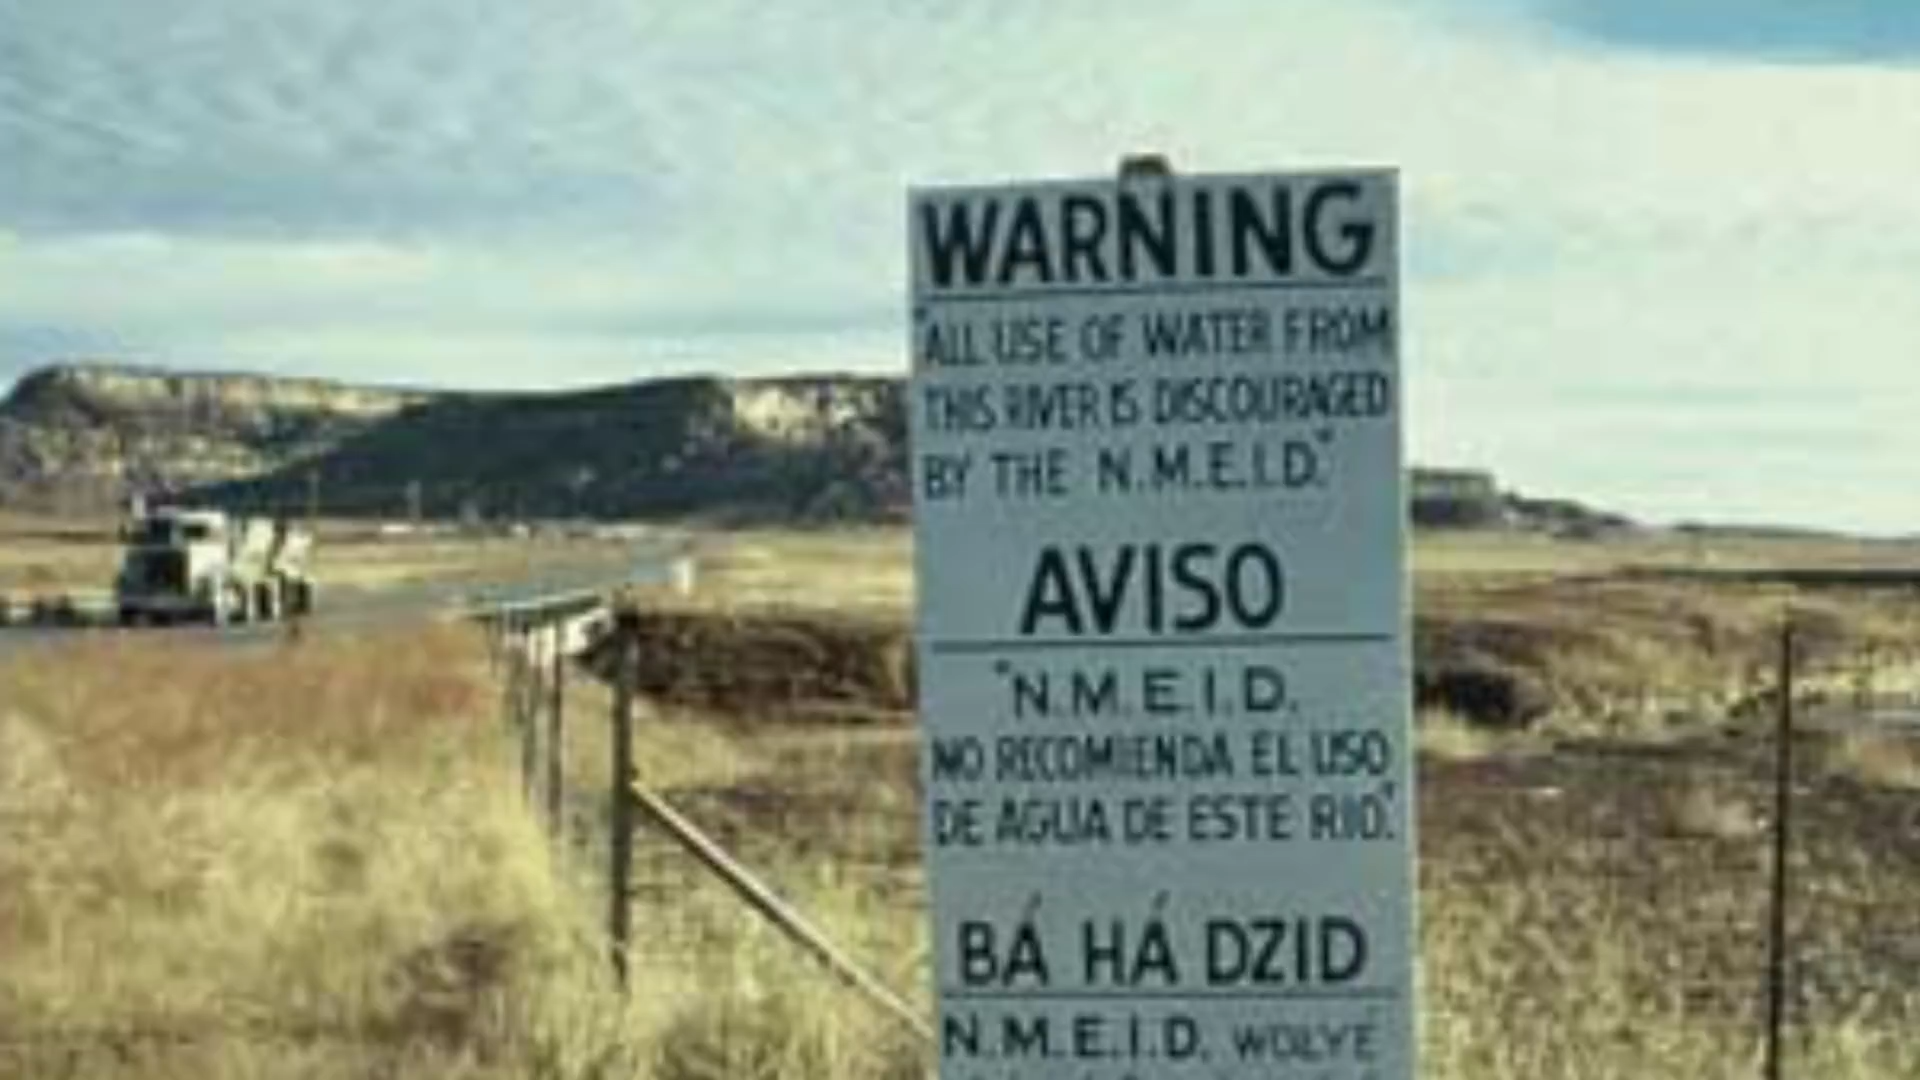 WARNING
"ALL USE OF WATER FROM
THIS RIVER IS DISCOURAGED
BY THE N.M.E.I.D."
AVISO
"N.M.E.I.D.
NO RECOMIENDA EL USO
DE AGUA DE ESTE RIO."
BÁ HÁ DZID
N.M.E.I.D. WOLYÉ